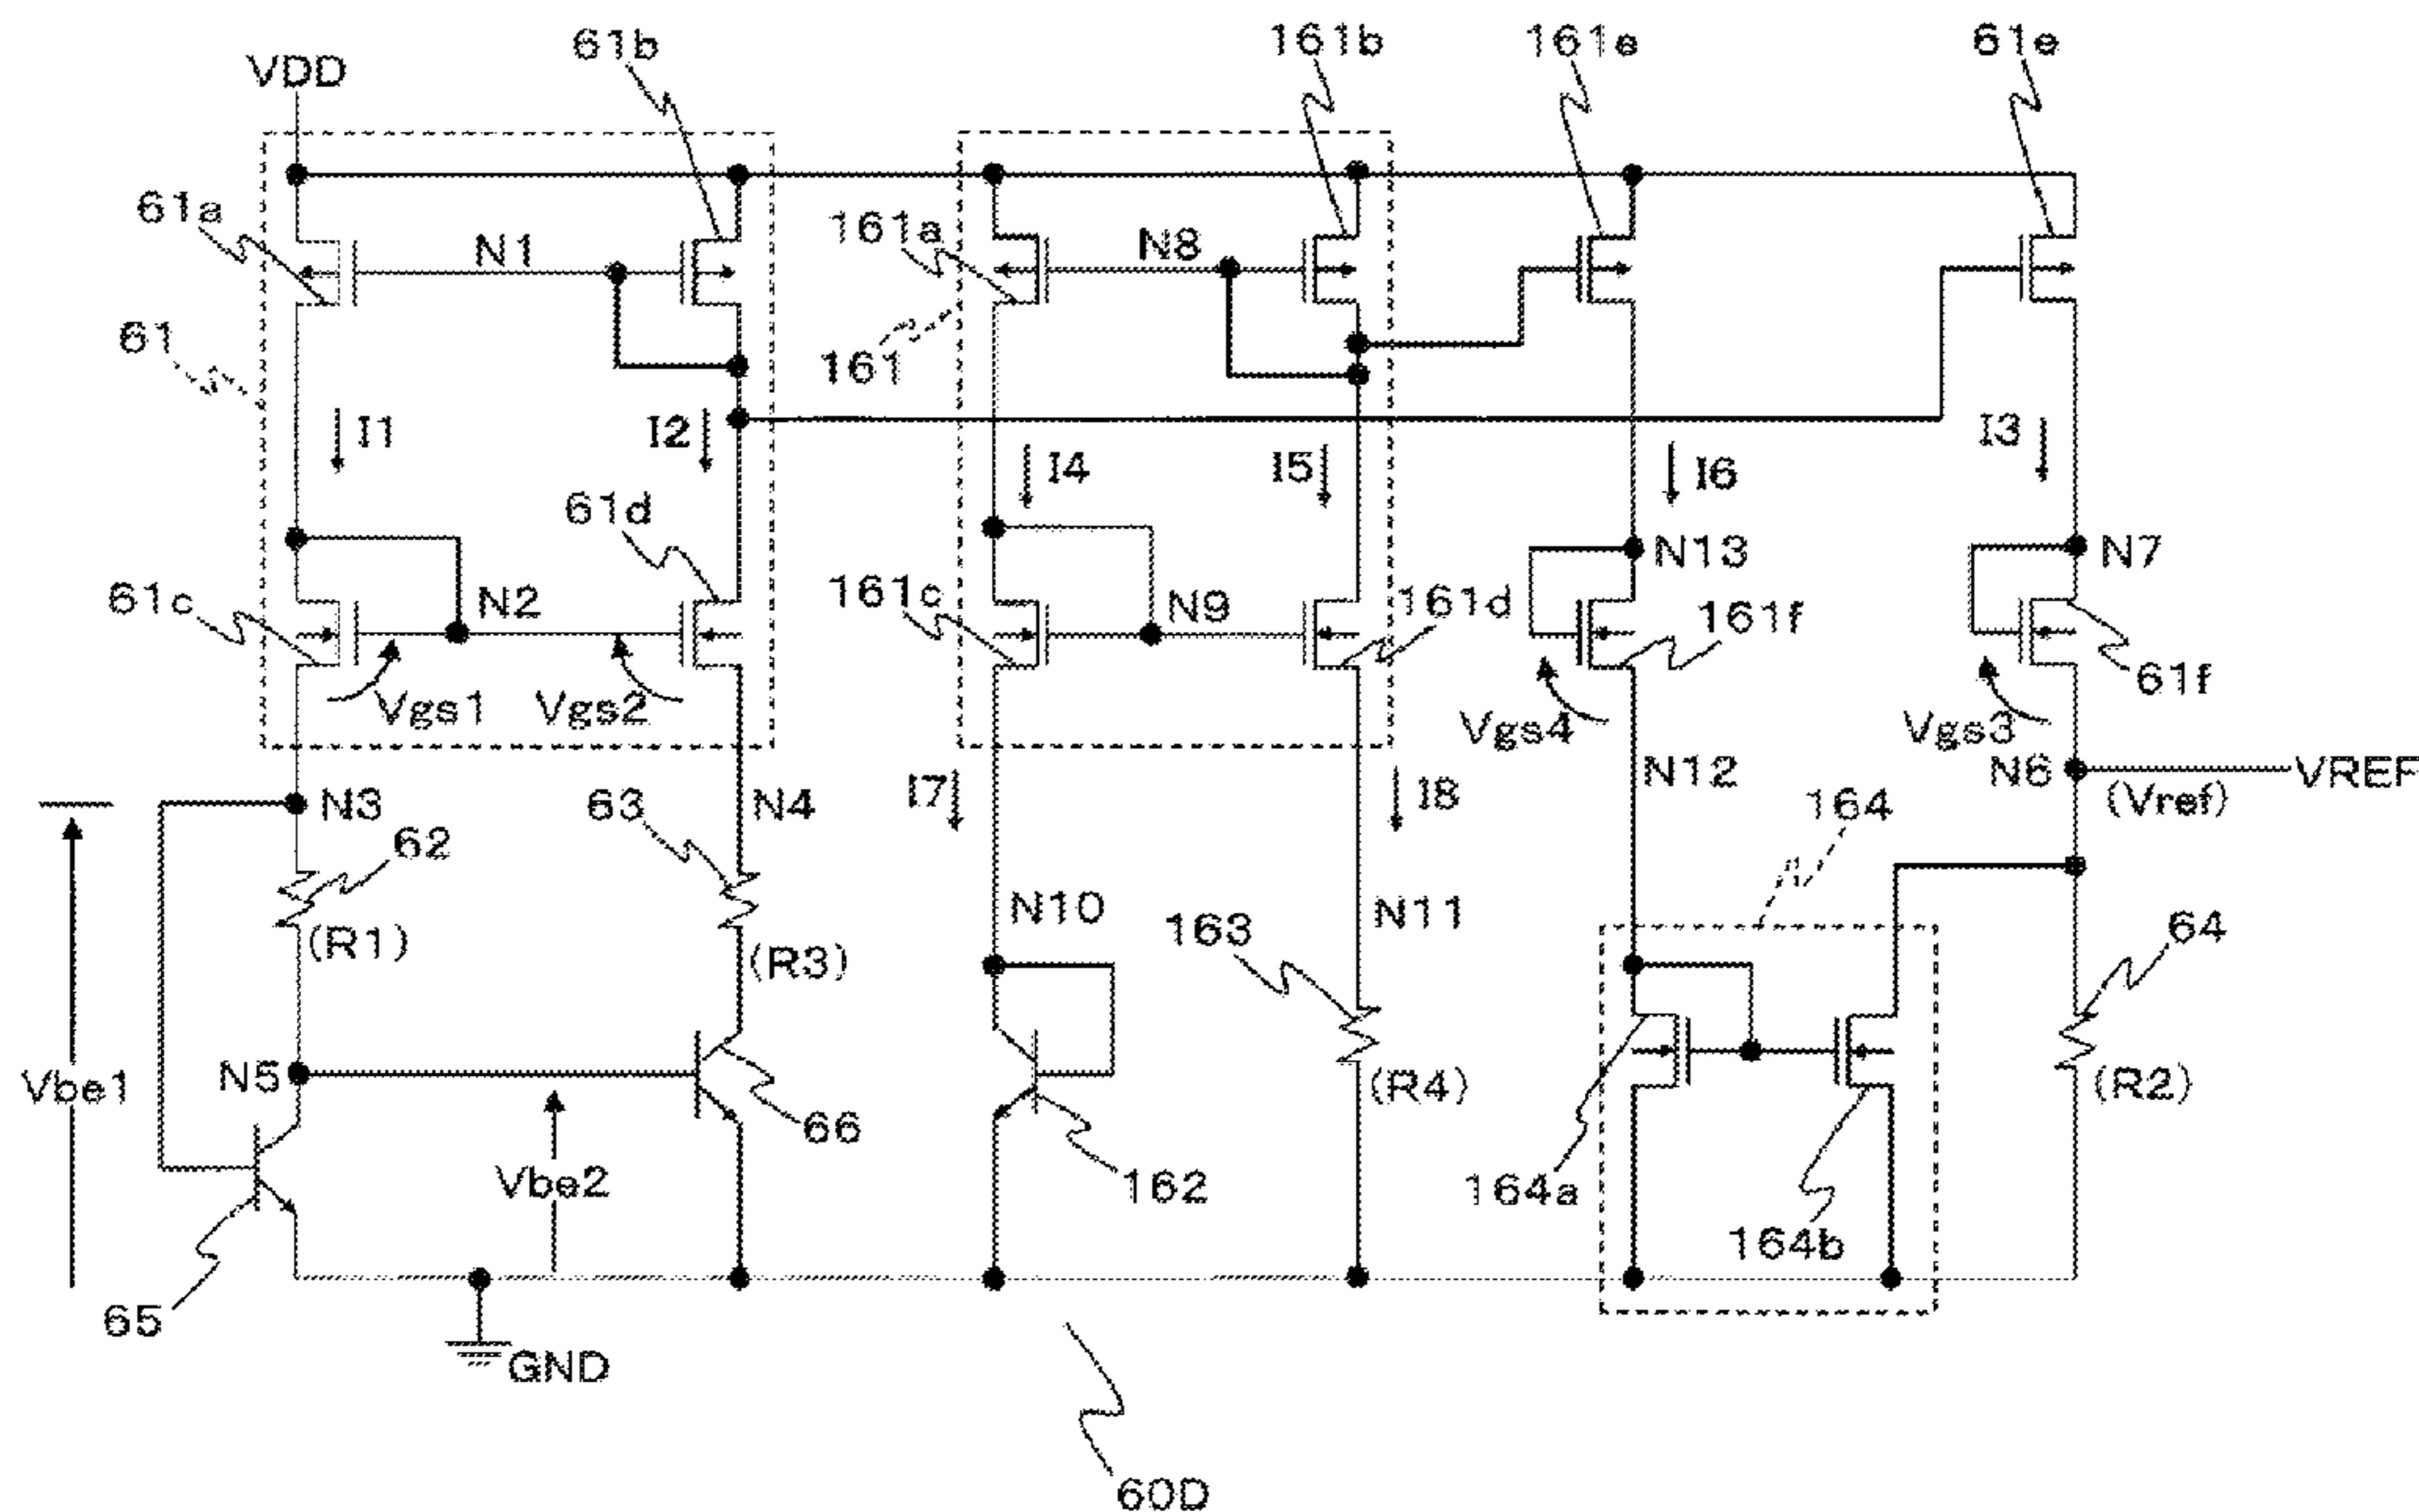 61b
161b
161e
61e
VDD
61a
N1
161a
N8
61
161
I1
I2
I4
I5
I6
I3
61d
N13
N7
61c
N2
161c
N9
161d
161f
61f
Vgs1
Vgs2
Vgs4
Vgs3
N3
63
N4
I7
I8
N12
164
N6
VREF
(Vref)
62
(R1)
(R3)
N10
163
N11
64
Vbe1
N5
66
Vbe2
162
(R4)
164a
164b
(R2)
65
GND
60D